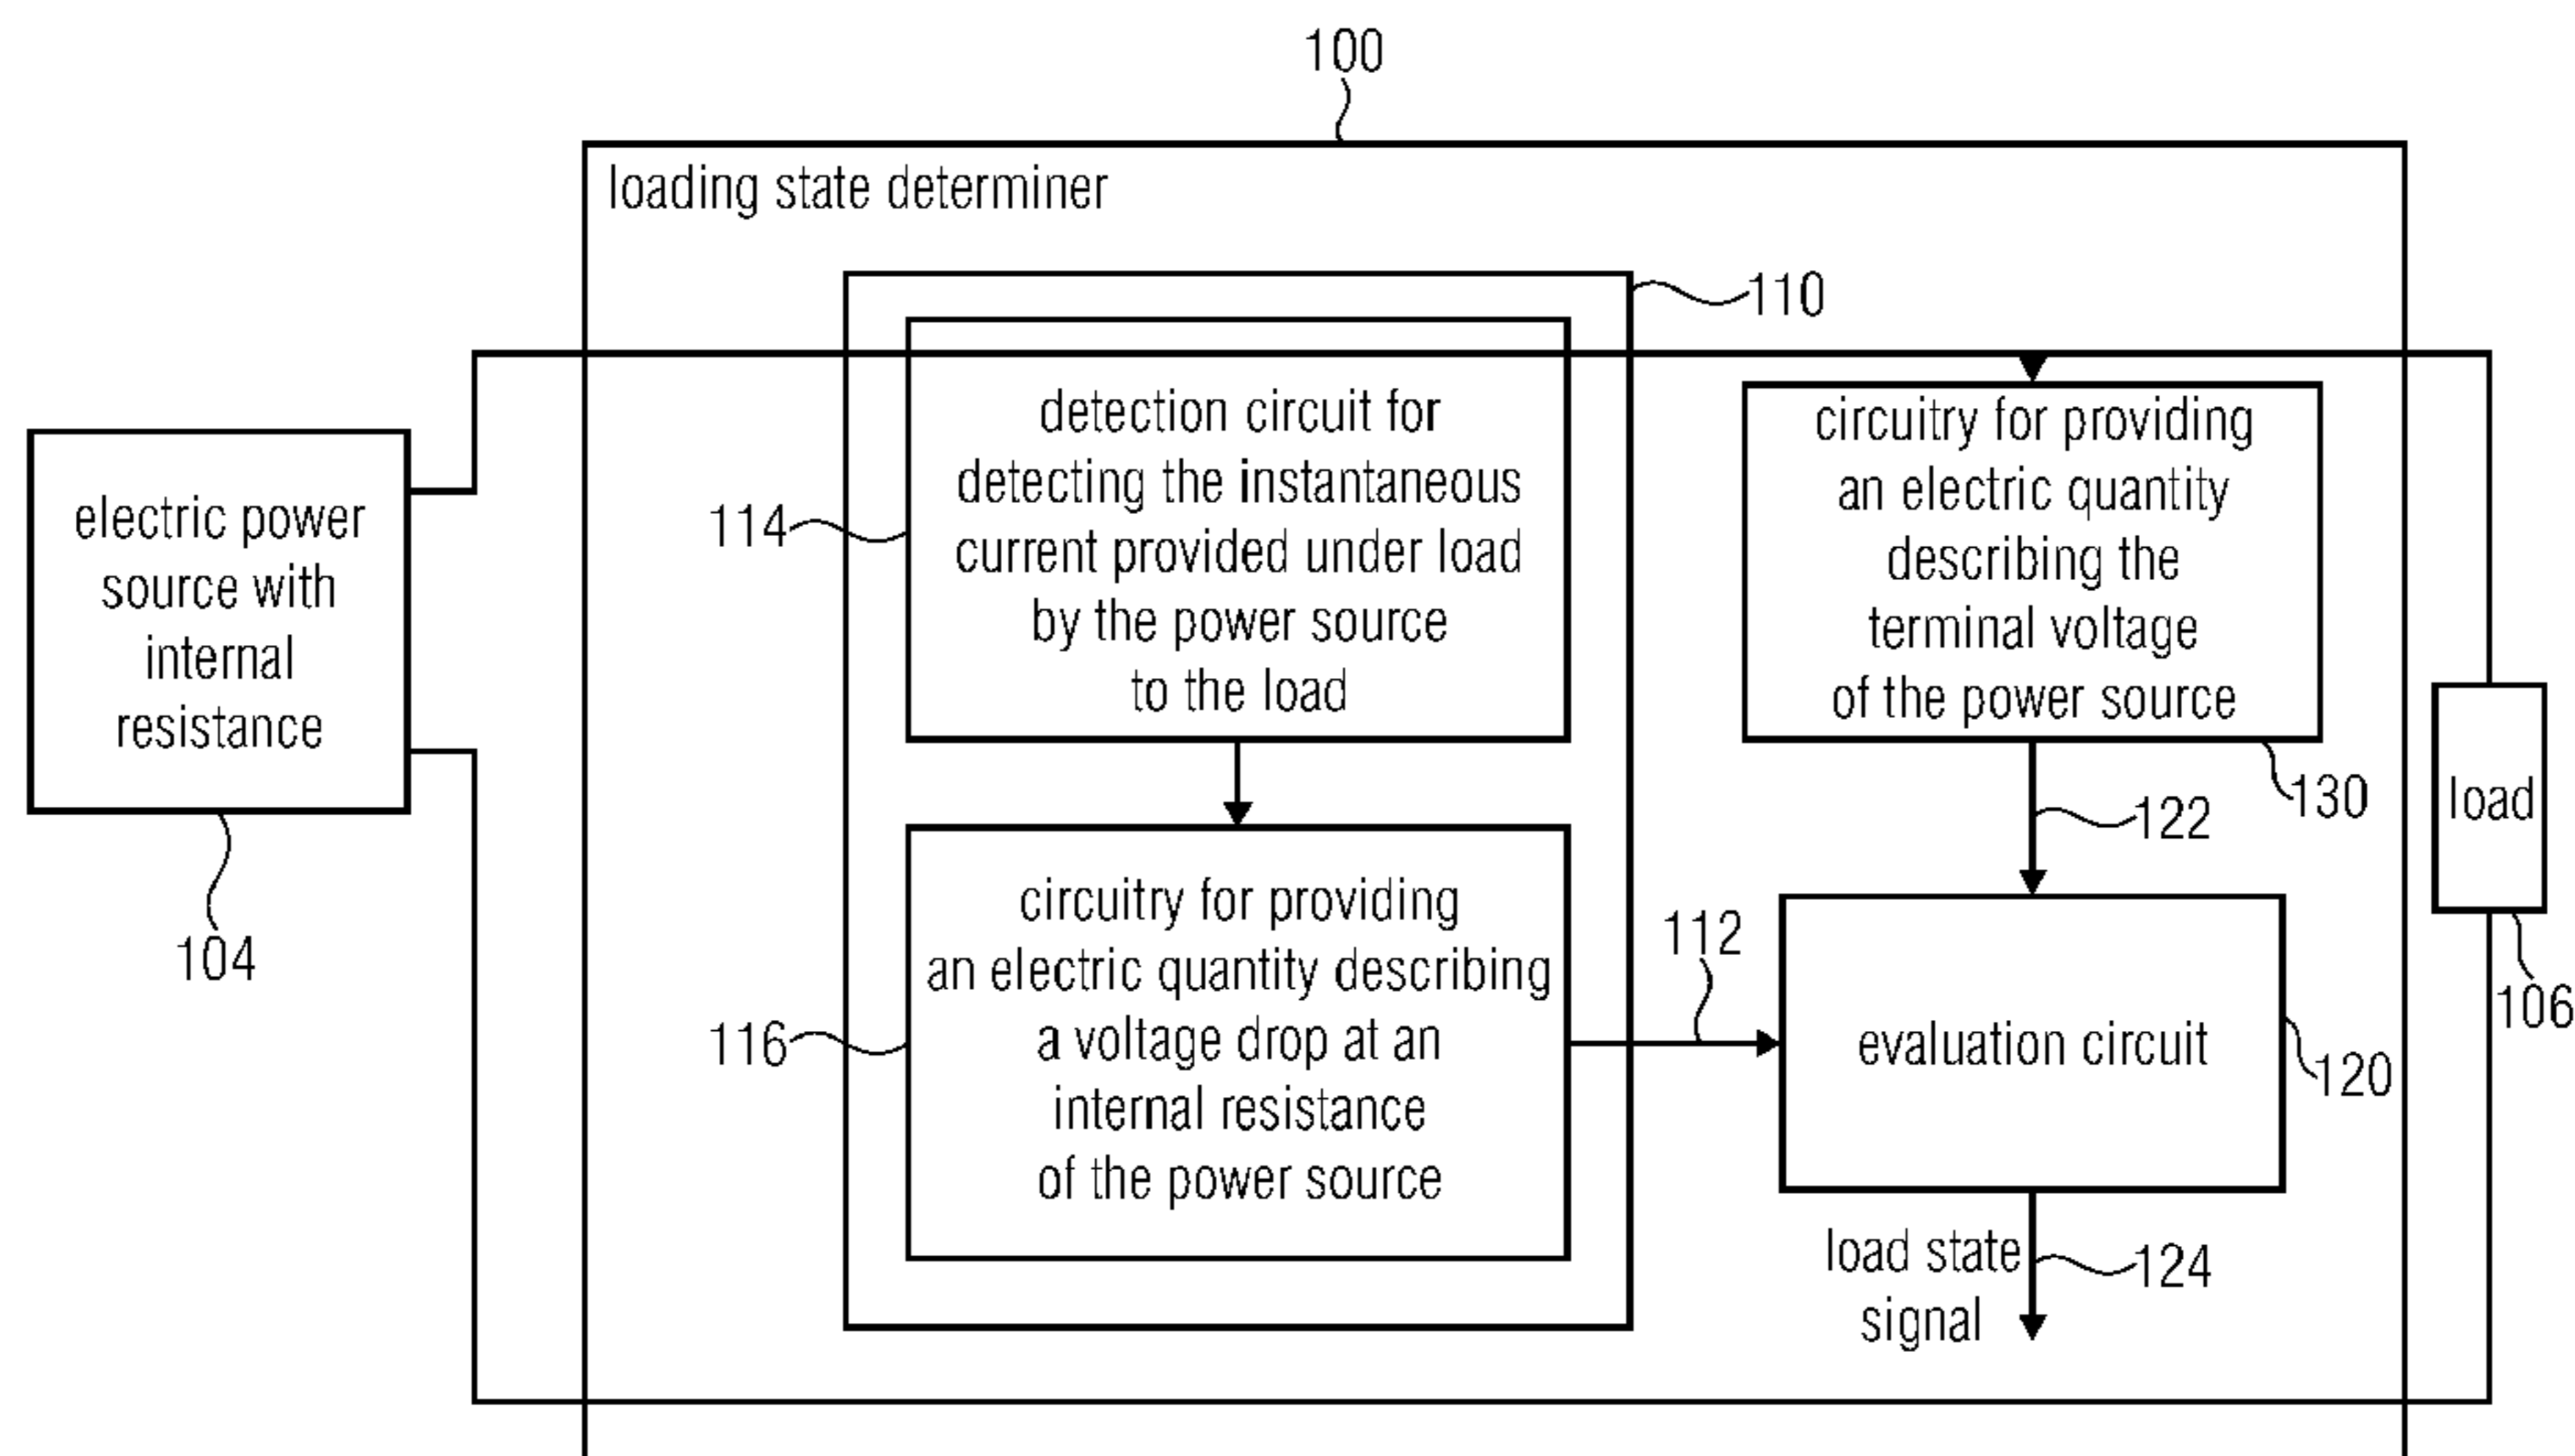 100
loading state determiner
110
detection circuit for
detecting the instantaneous
current provided under load
by the power source
to the load
114
circuitry for providing
an electric quantity
describing the
terminal voltage
of the power source
130
electric power
source with
internal
resistance
104
122
load
106
circuitry for providing
an electric quantity describing
a voltage drop at an
internal resistance
of the power source
116
112
evaluation circuit
120
load state
signal
124